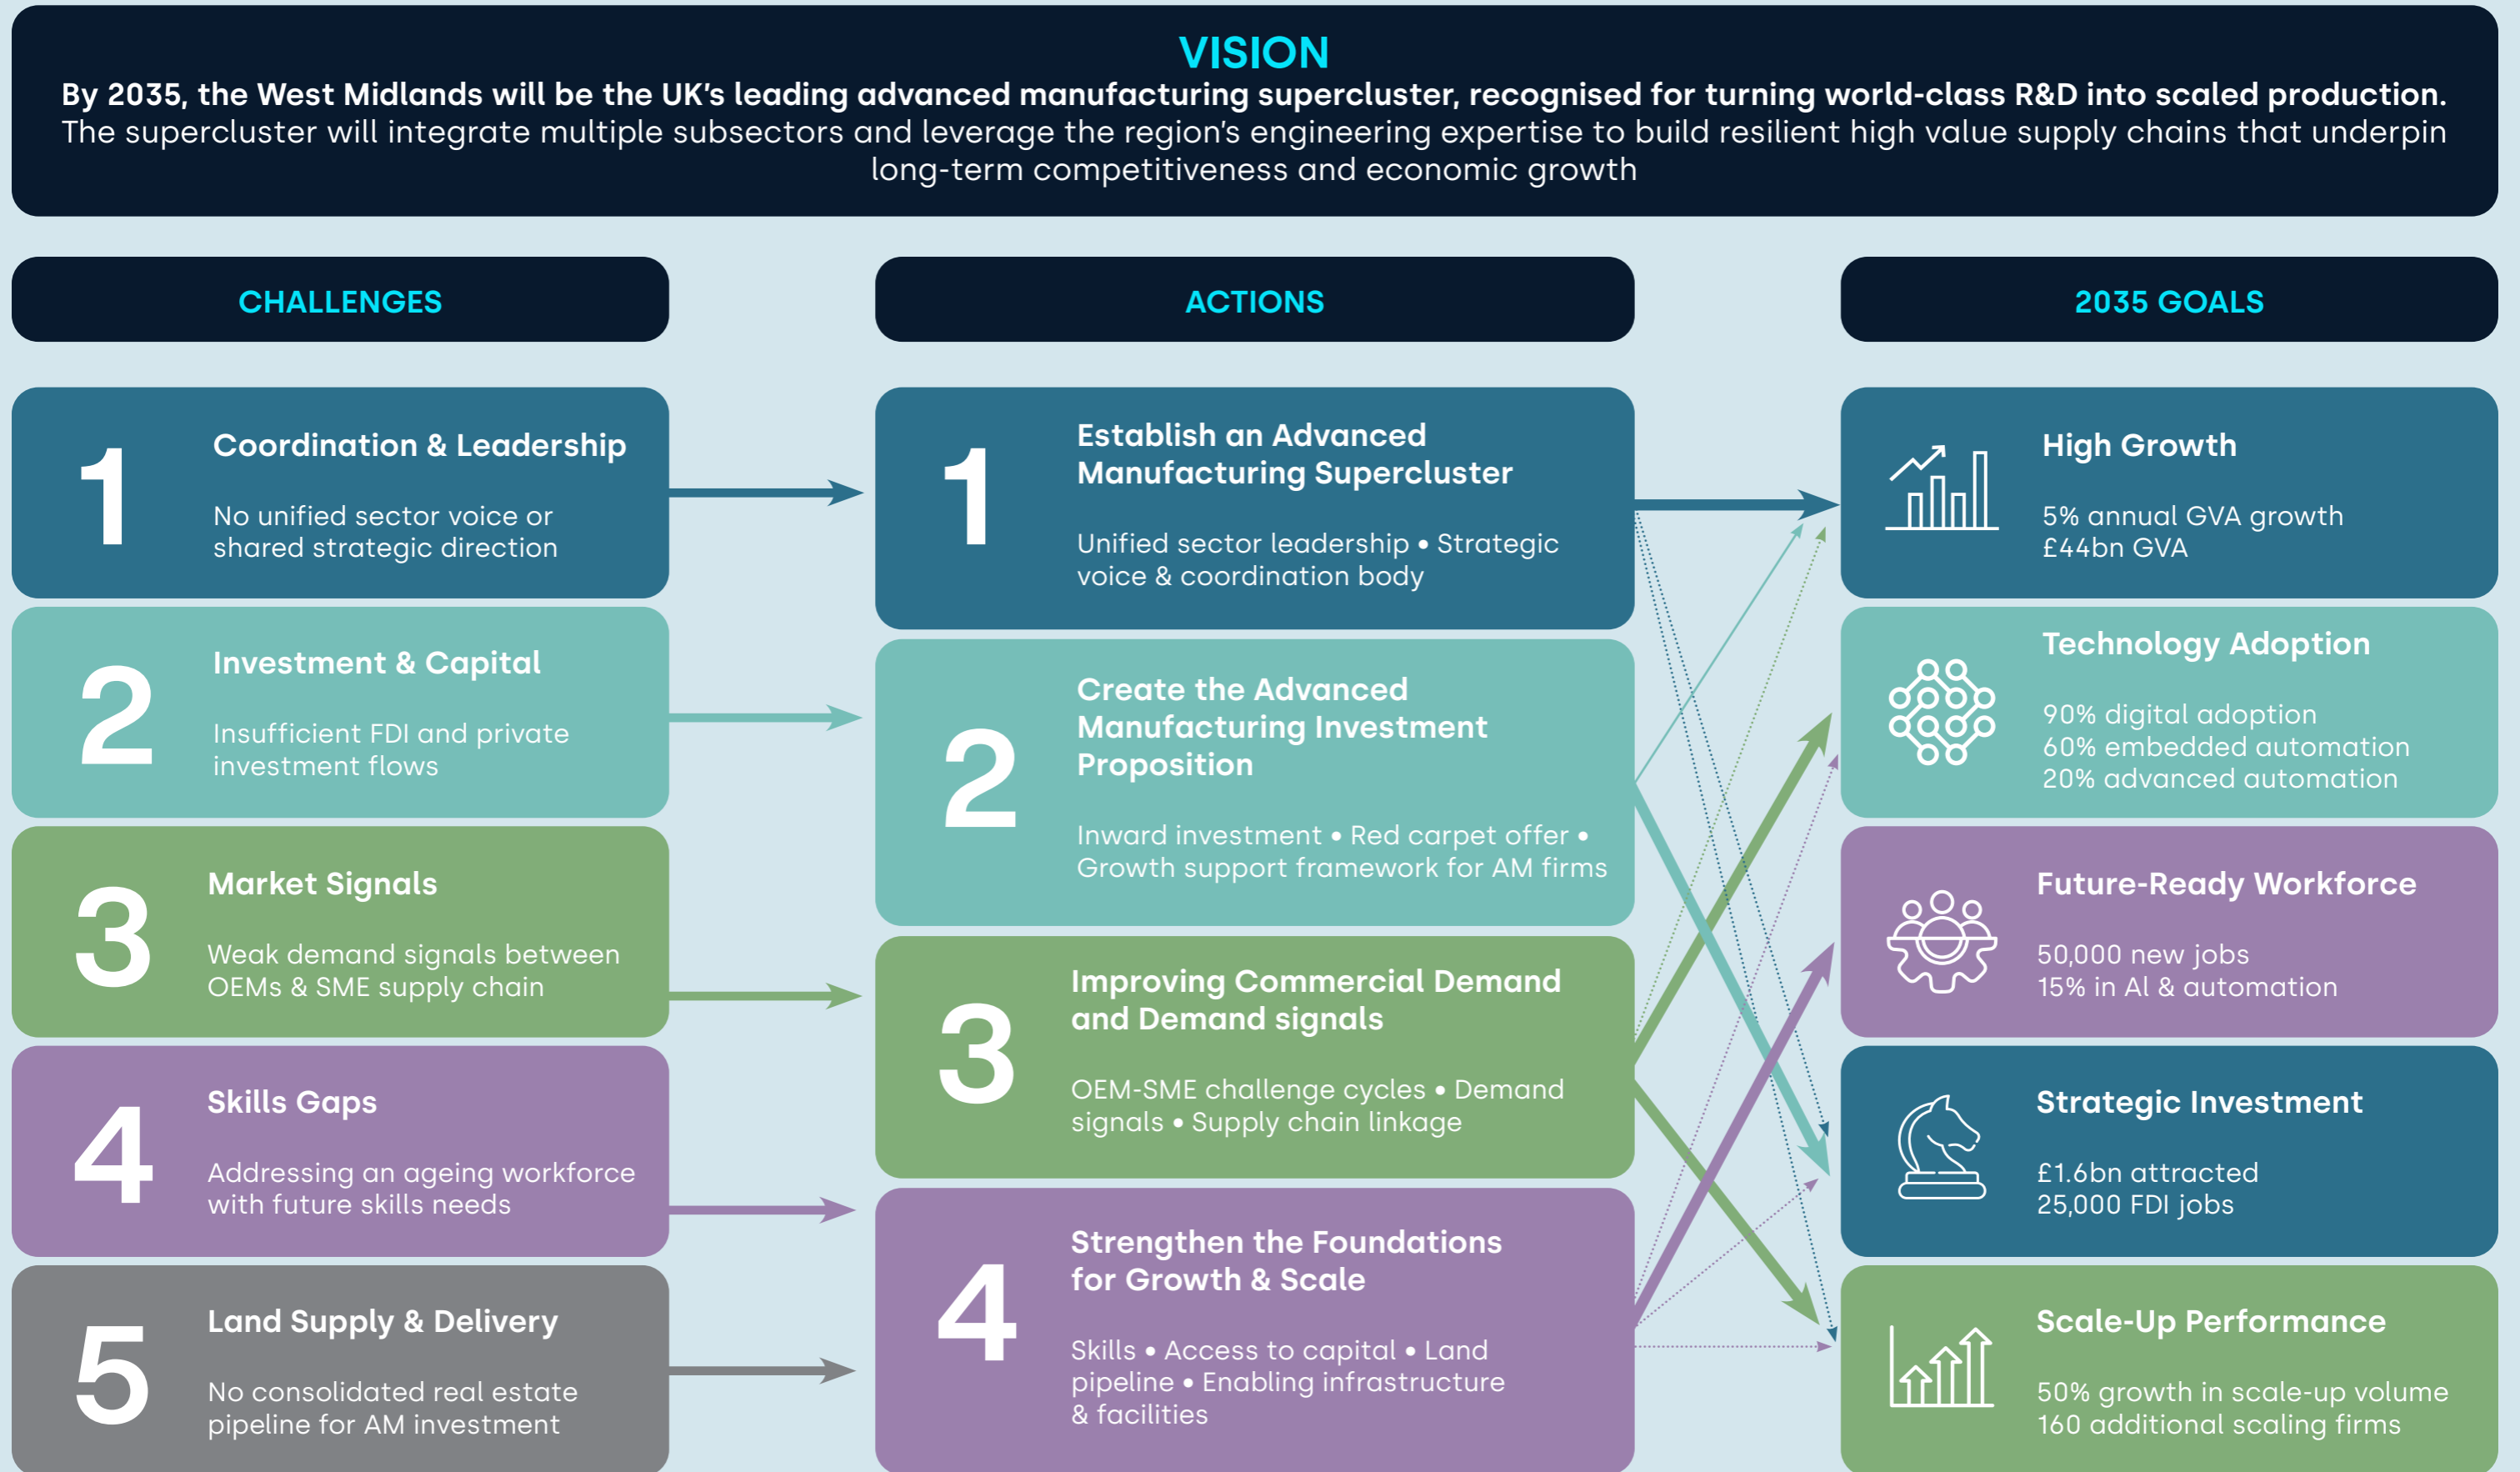 VISION
By 2035, the West Midlands will be the UK's leading advanced manufacturing supercluster, recognised for turning world-class R&D into scaled production.
The supercluster will integrate multiple subsectors and leverage the region's engineering expertise to build resilient high value supply chains that underpin
long-term competitiveness and economic growth
CHALLENGES
1
Coordination & Leadership
No unified sector voice or
shared strategic direction
2
Investment & Capital
Insufficient FDI and private
investment flows
3
Market Signals
Weak demand signals between
OEMs & SME supply chain
4
Skills Gaps
Addressing an ageing workforce
with future skills needs
5
Land Supply & Delivery
No consolidated real estate
pipeline for AM investment
ACTIONS
1
Establish an Advanced
Manufacturing Supercluster
Unified sector leadership • Strategic
voice & coordination body
2
Create the Advanced
Manufacturing Investment
Proposition
Inward investment • Red carpet offer •
Growth support framework for AM firms
3
Improving Commercial Demand
and Demand signals
OEM-SME challenge cycles • Demand
signals • Supply chain linkage
4
Strengthen the Foundations
for Growth & Scale
Skills • Access to capital • Land
pipeline • Enabling infrastructure
& facilities
2035 GOALS
High Growth
5% annual GVA growth
£44bn GVA
Technology Adoption
90% digital adoption
60% embedded automation
20% advanced automation
Future-Ready Workforce
50,000 new jobs
15% in AI & automation
Strategic Investment
£1.6bn attracted
25,000 FDI jobs
Scale-Up Performance
50% growth in scale-up volume
160 additional scaling firms